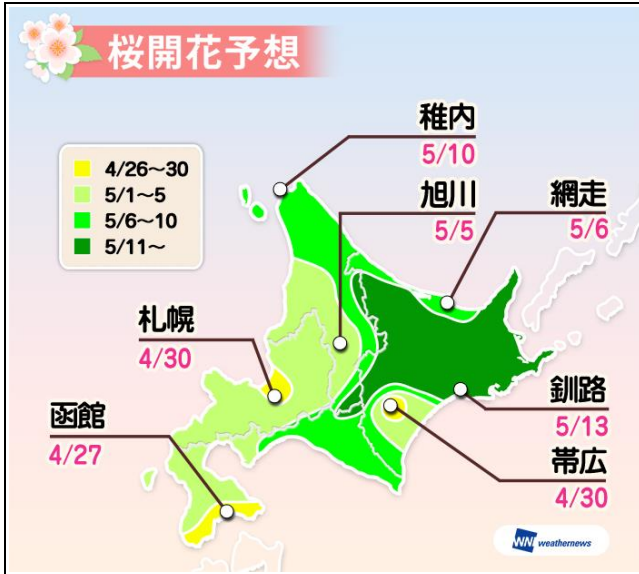 桜開花予想
4/26～30
5/1～5
5/6～10
5/11～
稚内
5/10
旭川
5/5
網走
5/6
札幌
4/30
函館
4/27
釧路
5/13
帯広
4/30
WN weathernews